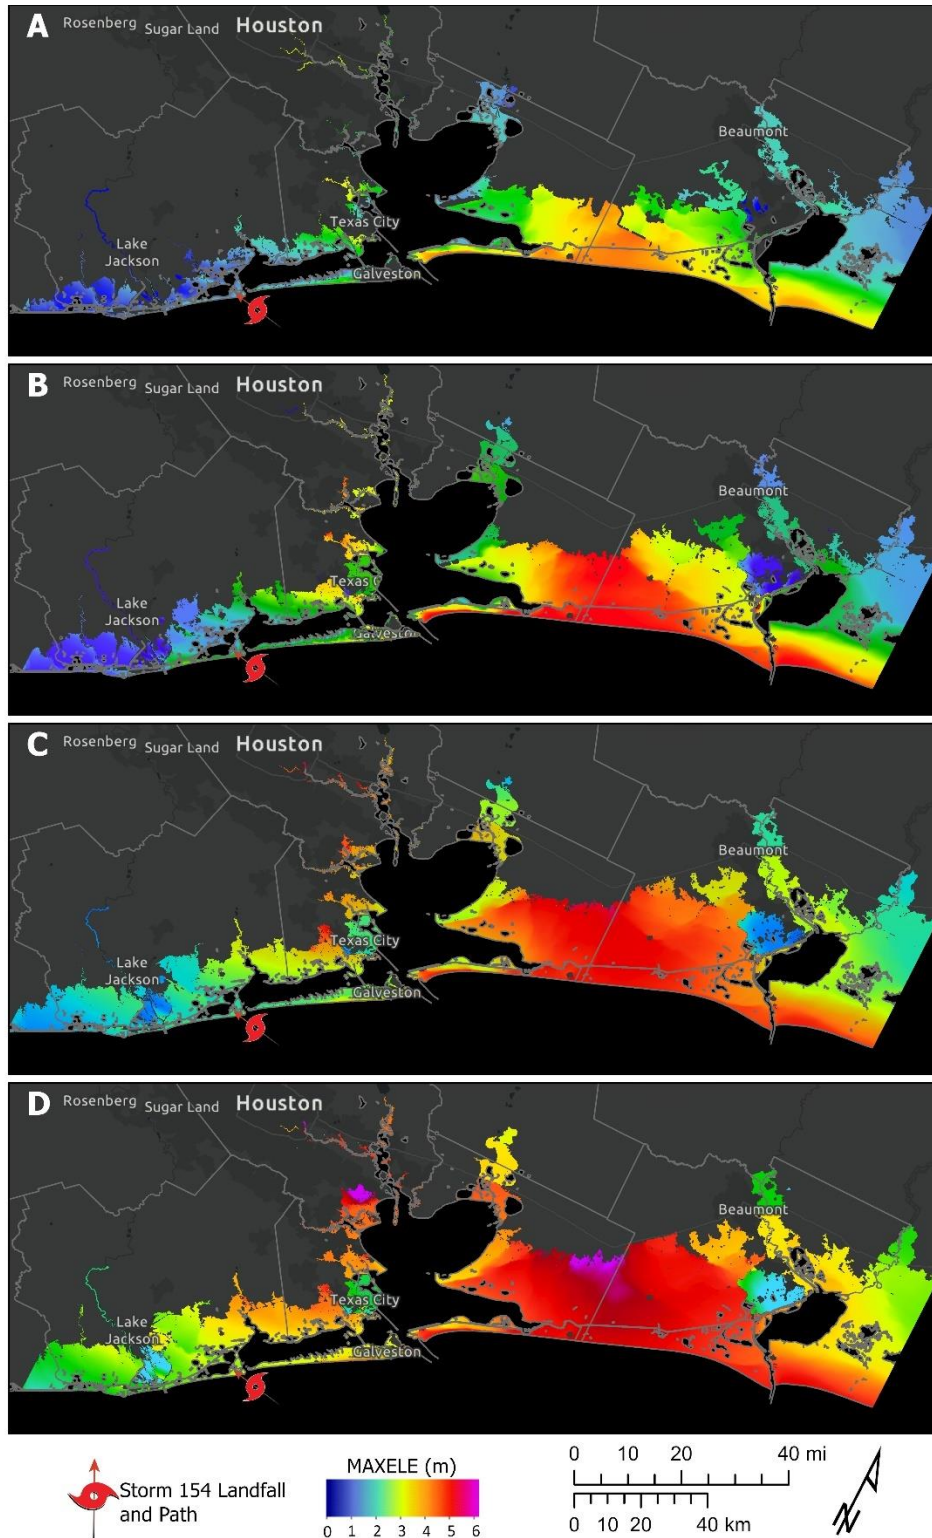 A
Rosenberg Sugar Land Houston
Beaumont
Texas City
Lake
Jackson
Galveston
B
Rosenberg Sugar Land Houston
Beaumont
Texas C
Lake
Jackson
Galveston
C
Rosenberg Sugar Land Houston
Beaumont
Texas City
Lake
Jackson
Galveston
D
Rosenberg Sugar Land Houston
Beaumont
Texas City
Lake
Jackson
Galveston
Storm 154 Landfall
and Path
MAXELE (m)
0 1 2 3 4 5 6
0 10 20 40 mi
0 10 20 40 km
N